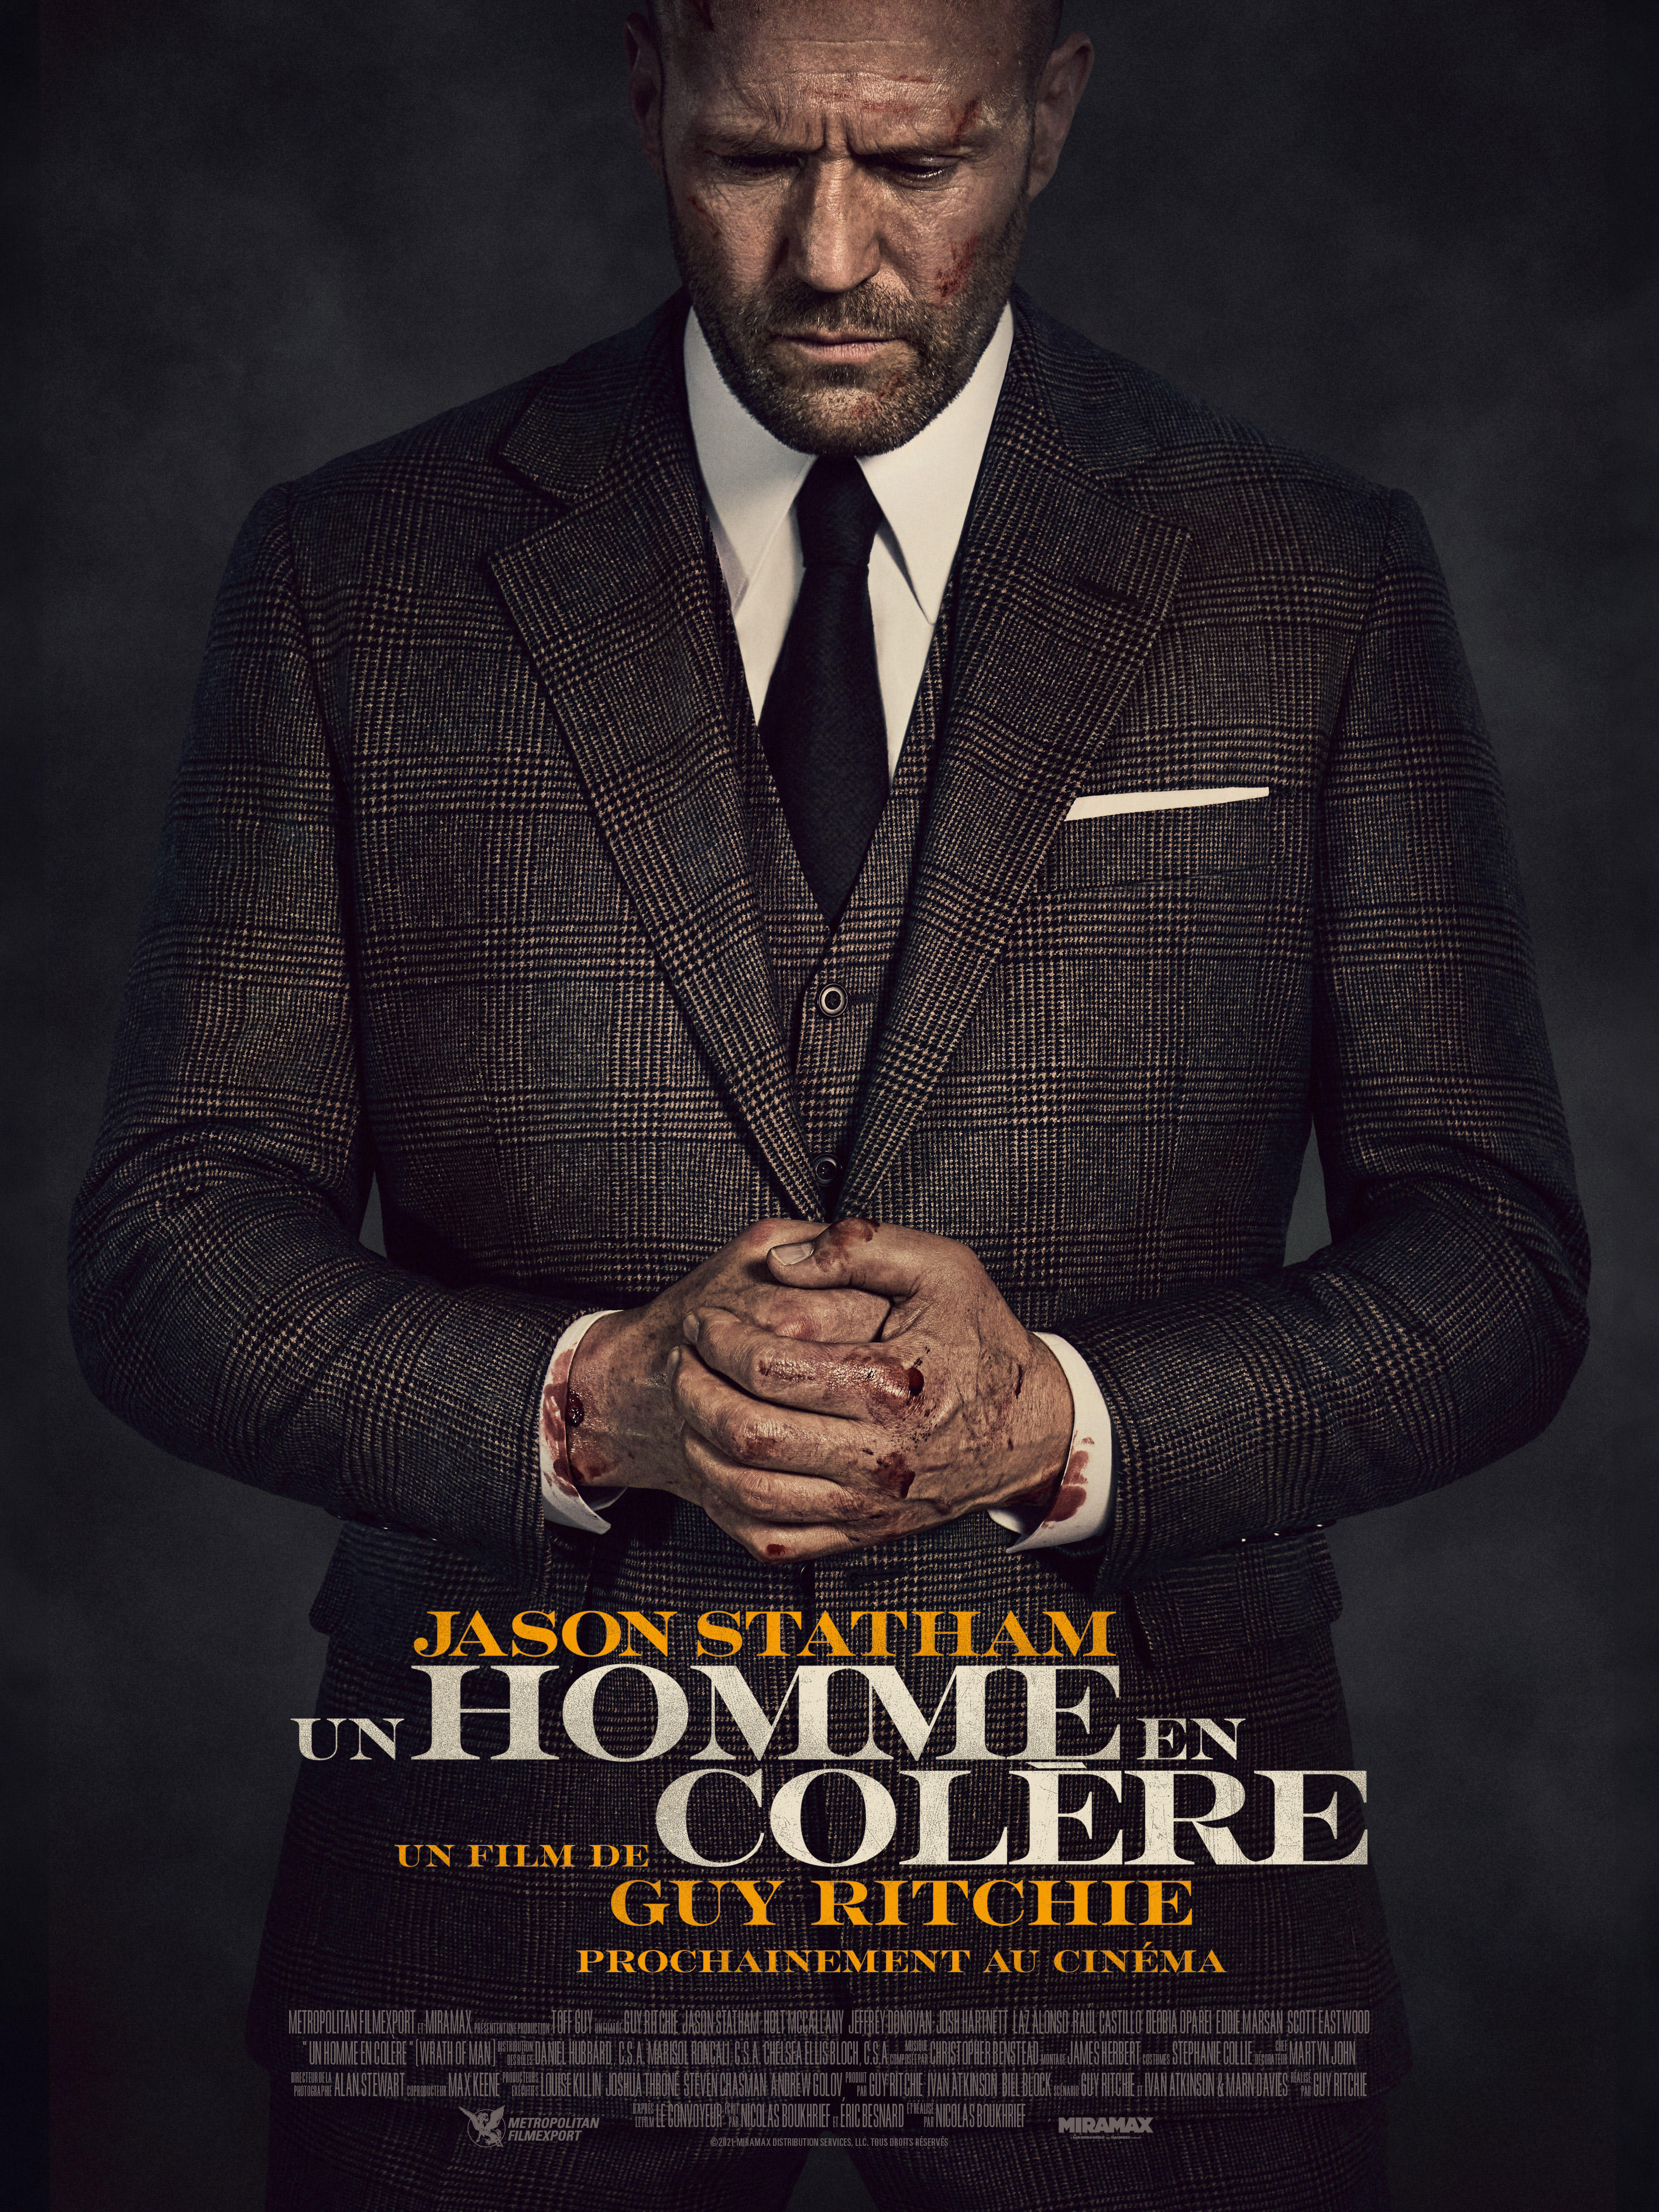 JASON STATHAM
UN HOMME EN
COLÈRE
UN FILM DE
GUY RITCHIE
PROCHAINEMENT AU CINÉMA
METROPOLITAN FILMEXPORT ET MIRAMAX PRÉSENTENT UNE PRODUCTION TOFF GUY UN FILM DE GUY RITCHIE JASON STATHAM HOLT MCCALLANY JEFFREY DONOVAN JOSH HARTNETT LAZ ALONSO RAÚL CASTILLO DEOBIA OPAREI EDDIE MARSAN SCOTT EASTWOOD
"UN HOMME EN COLÈRE" (WRATH OF MAN) DISTRIBUTION DES RÔLES DANIEL HUBBARD, C.S.A. MARISOL RONCALI, C.S.A. CHELSEA ELLIS BLOCH, C.S.A. MUSIQUE COMPOSÉE PAR CHRISTOPHER BENSTEAD MONTAGE JAMES HERBERT COSTUMES STEPHANIE COLLIE CHEF DÉCORATEUR MARTYN JOHN
DIRECTEUR DE LA PHOTOGRAPHIE ALAN STEWART COPRODUCTEUR MAX KEENE PRODUCTEURS EXÉCUTIFS LOUISE KILLIN JOSHUA THRONE STEVEN CHASMAN ANDREW GOLOV PRODUIT PAR GUY RITCHIE IVAN ATKINSON BILL BLOCK SCÉNARIO GUY RITCHIE ET IVAN ATKINSON & MARN DAVIES RÉALISÉ PAR GUY RITCHIE
D'APRÈS LE FILM LE CONVOYEUR ÉCRIT PAR NICOLAS BOUKHRIEF ET ÉRIC BESNARD ET RÉALISÉ PAR NICOLAS BOUKHRIEF
METROPOLITAN
FILMEXPORT
MIRAMAX
©2021 MIRAMAX DISTRIBUTION SERVICES, LLC. TOUS DROITS RÉSERVÉS